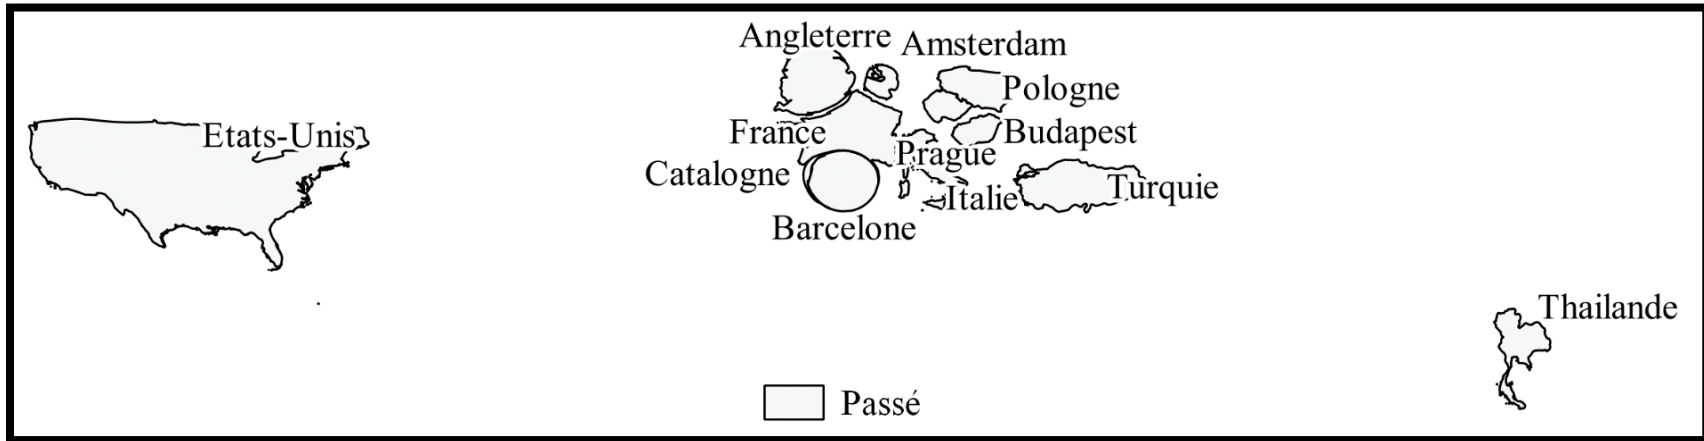 Angleterre
Amsterdam
Pologne
Etats-Unis
France
Budapest
Prague
Catalogne
Italie
Turquie
Barcelone
Thailande
Passé